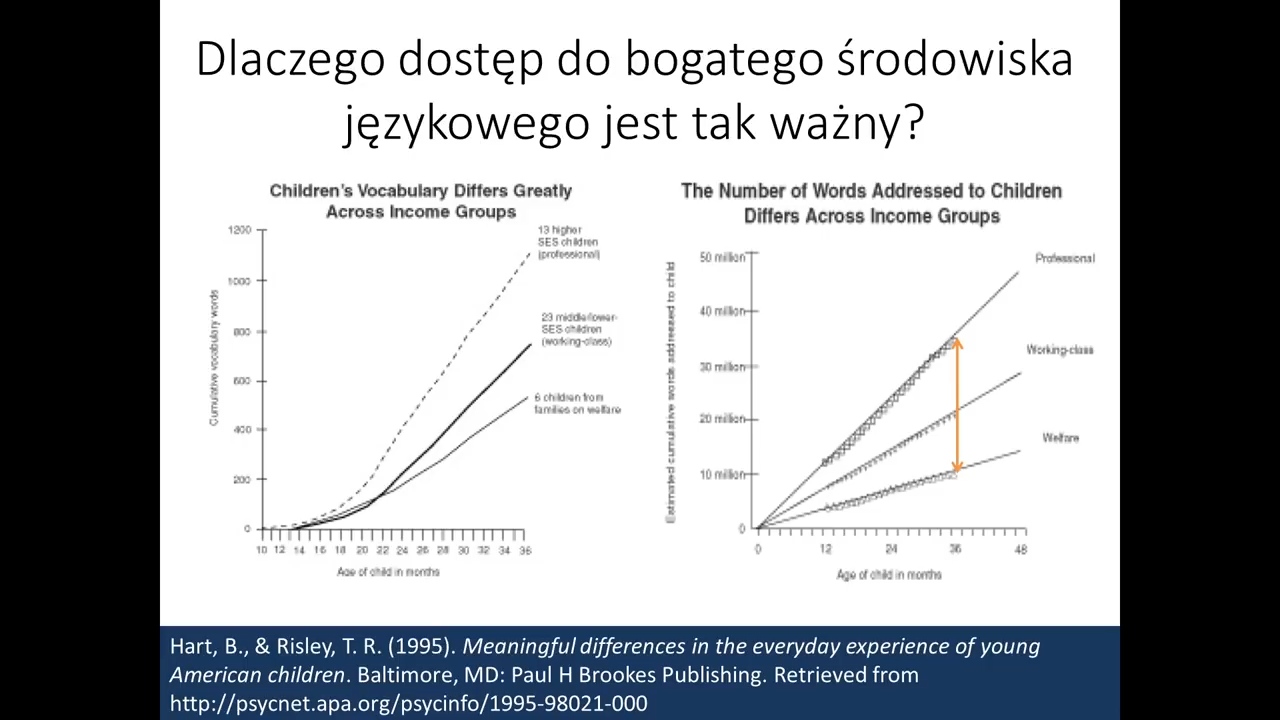 Dlaczego dostęp do bogatego środowiska
językowego jest tak ważny?
Children's Vocabulary Differs Greatly
Across Income Groups
1200
1000
800
600
400
200
0
Cumulative vocabulary words
13 higher
SES children
(professional)
23 middle/lower-
SES children
(working-class)
6 children from
families on welfare
10 12 14 16 18 20 22 24 26 28 30 32 34 36
Age of child in months
The Number of Words Addressed to Children
Differs Across Income Groups
50 million
40 million
30 million
20 million
10 million
0
Estimated cumulative words addressed to child
Professional
Working-class
Welfare
0 12 24 36 48
Age of child in months
Hart, B., & Risley, T. R. (1995). Meaningful differences in the everyday experience of young
American children. Baltimore, MD: Paul H Brookes Publishing. Retrieved from
http://psycnet.apa.org/psycinfo/1995-98021-000